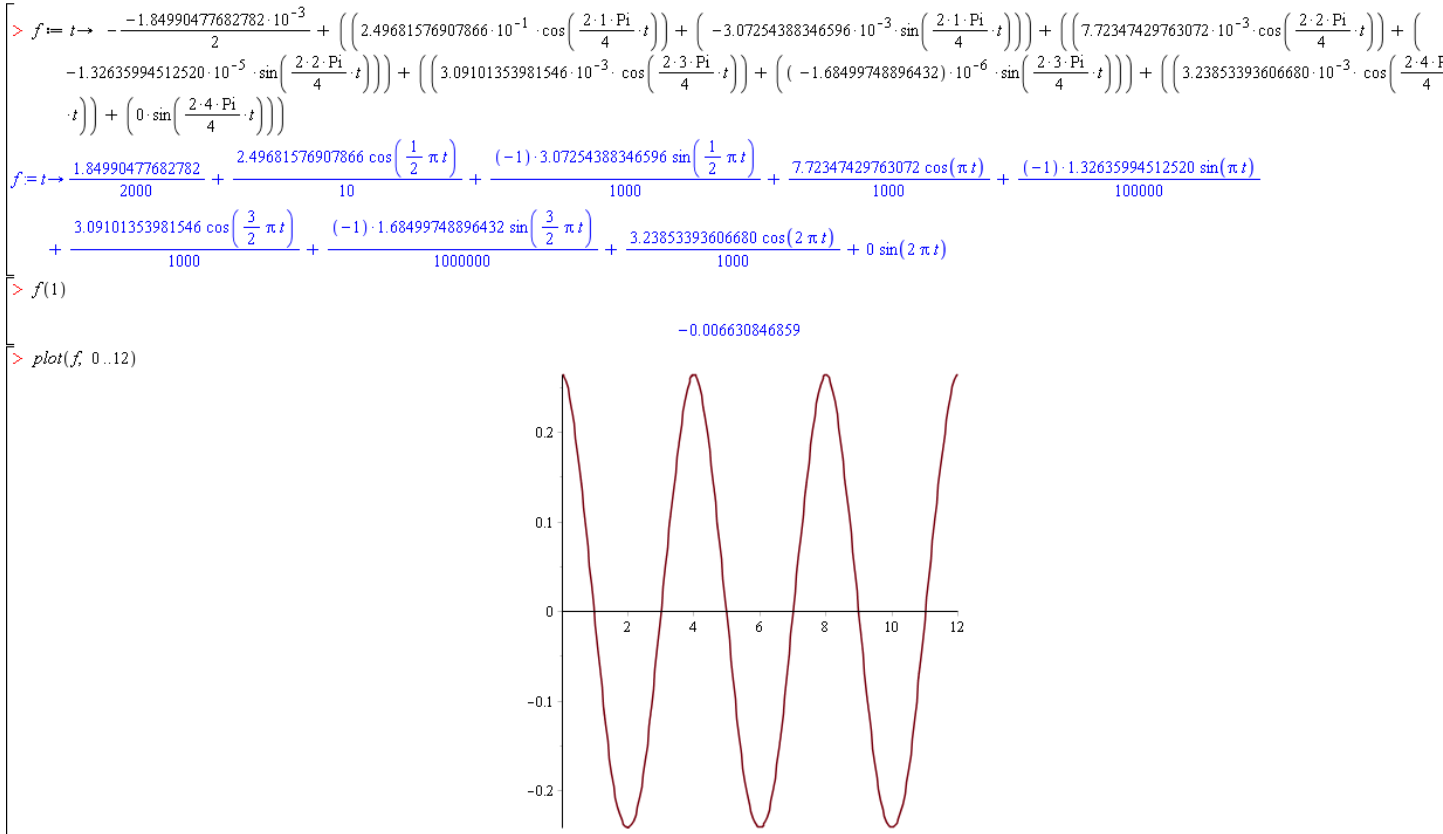 > f := t → - (-1.84990477682782·10^-3)/2 + ((2.49681576907866·10^-1 ·cos((2·1·Pi)/4 ·t)) + ( -3.07254388346596·10^-3·sin((2·1·Pi)/4 ·t))) + ((7.72347429763072·10^-3·cos((2·2·Pi)/4 ·t)) + (
-1.32635994512520·10^-5 ·sin((2·2·Pi)/4 ·t))) + ((3.09101353981546·10^-3· cos((2·3·Pi)/4 ·t)) + (( -1.68499748896432)·10^-6·sin((2·3·Pi)/4 ·t))) + ((3.23853393606680·10^-3· cos((2·4·P)/4
·t)) + (0·sin((2·4·Pi)/4 ·t)))
f := t → 1.84990477682782/2000 + (2.49681576907866 cos(1/2 π t))/10 + ((-1)·3.07254388346596 sin(1/2 π t))/1000 + (7.72347429763072 cos(π t))/1000 + ((-1)·1.32635994512520 sin(π t))/100000
+ (3.09101353981546 cos(3/2 π t))/1000 + ((-1)·1.68499748896432 sin(3/2 π t))/1000000 + (3.23853393606680 cos(2 π t))/1000 + 0 sin(2 π t)
> f(1)
-0.006630846859
> plot(f, 0..12)
0.2
0.1
0
2 4 6 8 10 12
-0.1
-0.2